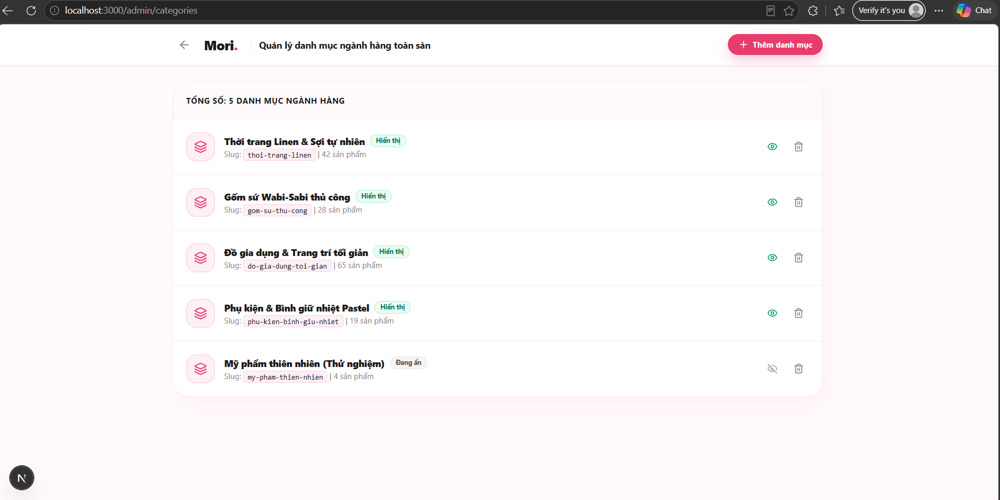 localhost:3000/admin/categories
Verify it's you
Chat
Mori.
Quản lý danh mục ngành hàng toàn sàn
Thêm danh mục
TỔNG SỐ: 5 DANH MỤC NGÀNH HÀNG
Thời trang Linen & Sợi tự nhiên Hiển thị
Slug: thoi-trang-linen | 42 sản phẩm
Gốm sứ Wabi-Sabi thủ công Hiển thị
Slug: gom-su-thu-cong | 28 sản phẩm
Đồ gia dụng & Trang trí tối giản Hiển thị
Slug: do-gia-dung-toi-gian | 65 sản phẩm
Phụ kiện & Bình giữ nhiệt Pastel Hiển thị
Slug: phu-kien-binh-giu-nhiet | 19 sản phẩm
Mỹ phẩm thiên nhiên (Thử nghiệm) Đang ẩn
Slug: my-pham-thien-nhien | 4 sản phẩm
N